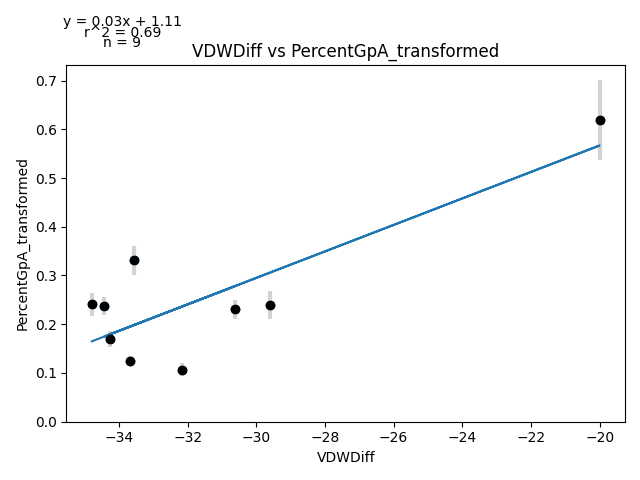 y = 0.03x + 1.11
r^2 = 0.69
n = 9
VDWDiff vs PercentGpA_transformed
PercentGpA_transformed
0.7
0.6
0.5
0.4
0.3
0.2
0.1
0.0
−34 −32 −30 −28 −26 −24 −22 −20
VDWDiff